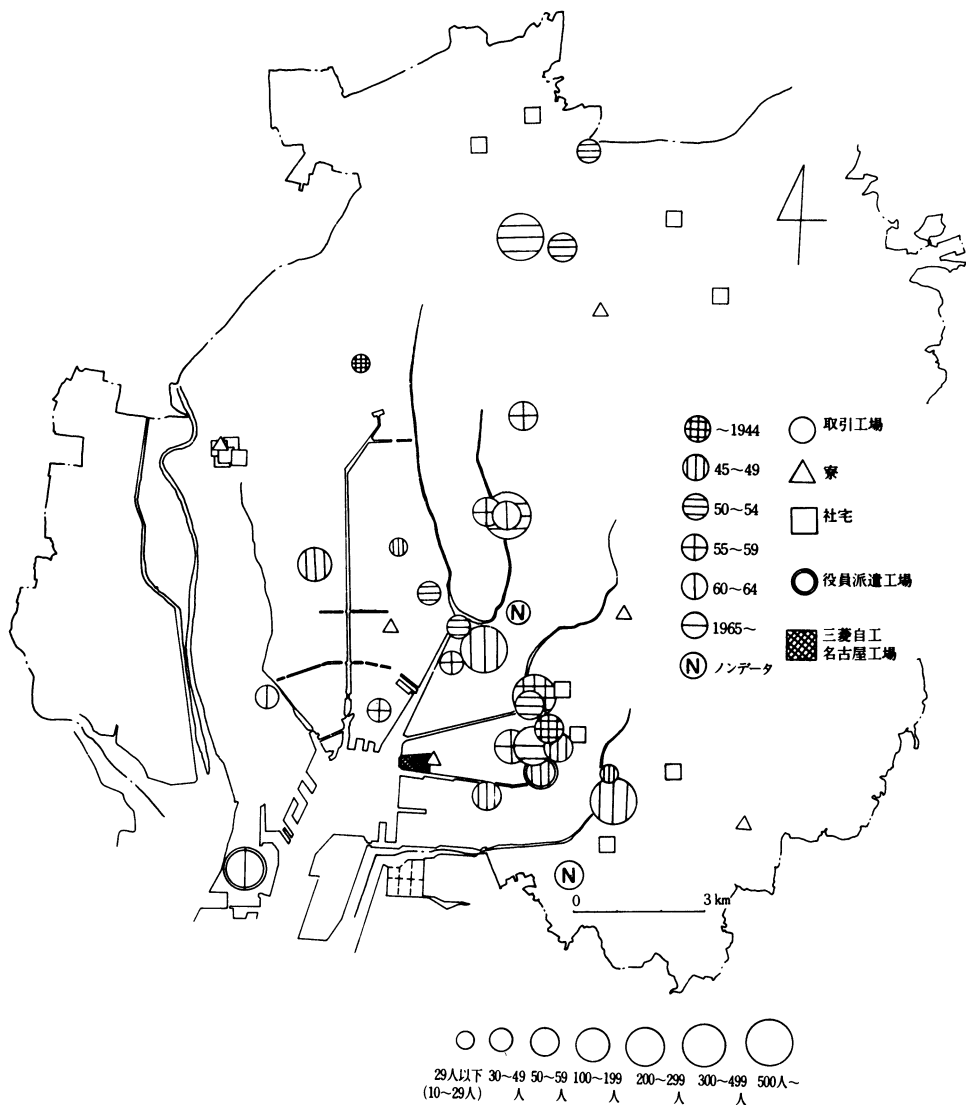 ～1944
45～49
50～54
55～59
60～64
1965～
Ⓝ ノンデータ
取引工場
寮
社宅
役員派遣工場
三菱自工
名古屋工場
Ⓝ
Ⓝ
0 3 km
29人以下 30～49 50～59 100～199 200～299 300～499 500人～
(10～29人) 人 人 人 人 人